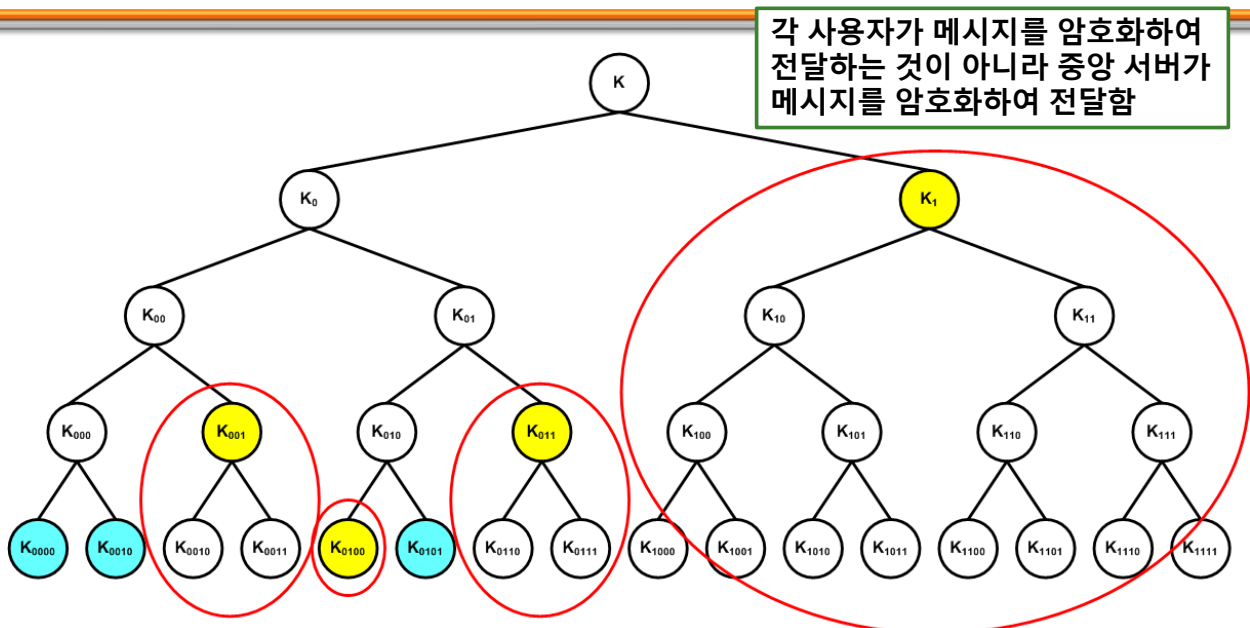 각 사용자가 메시지를 암호화하여
전달하는 것이 아니라 중앙 서버가
메시지를 암호화하여 전달함
K
K₀ K₁
K₀₀ K₀₁ K₁₀ K₁₁
K₀₀₀ K₀₀₁ K₀₁₀ K₀₁₁ K₁₀₀ K₁₀₁ K₁₁₀ K₁₁₁
K₀₀₀₀ K₀₀₁₀ K₀₀₁₀ K₀₀₁₁ K₀₁₀₀ K₀₁₀₁ K₀₁₁₀ K₀₁₁₁ K₁₀₀₀ K₁₀₀₁ K₁₀₁₀ K₁₀₁₁ K₁₁₀₀ K₁₁₀₁ K₁₁₁₀ K₁₁₁₁